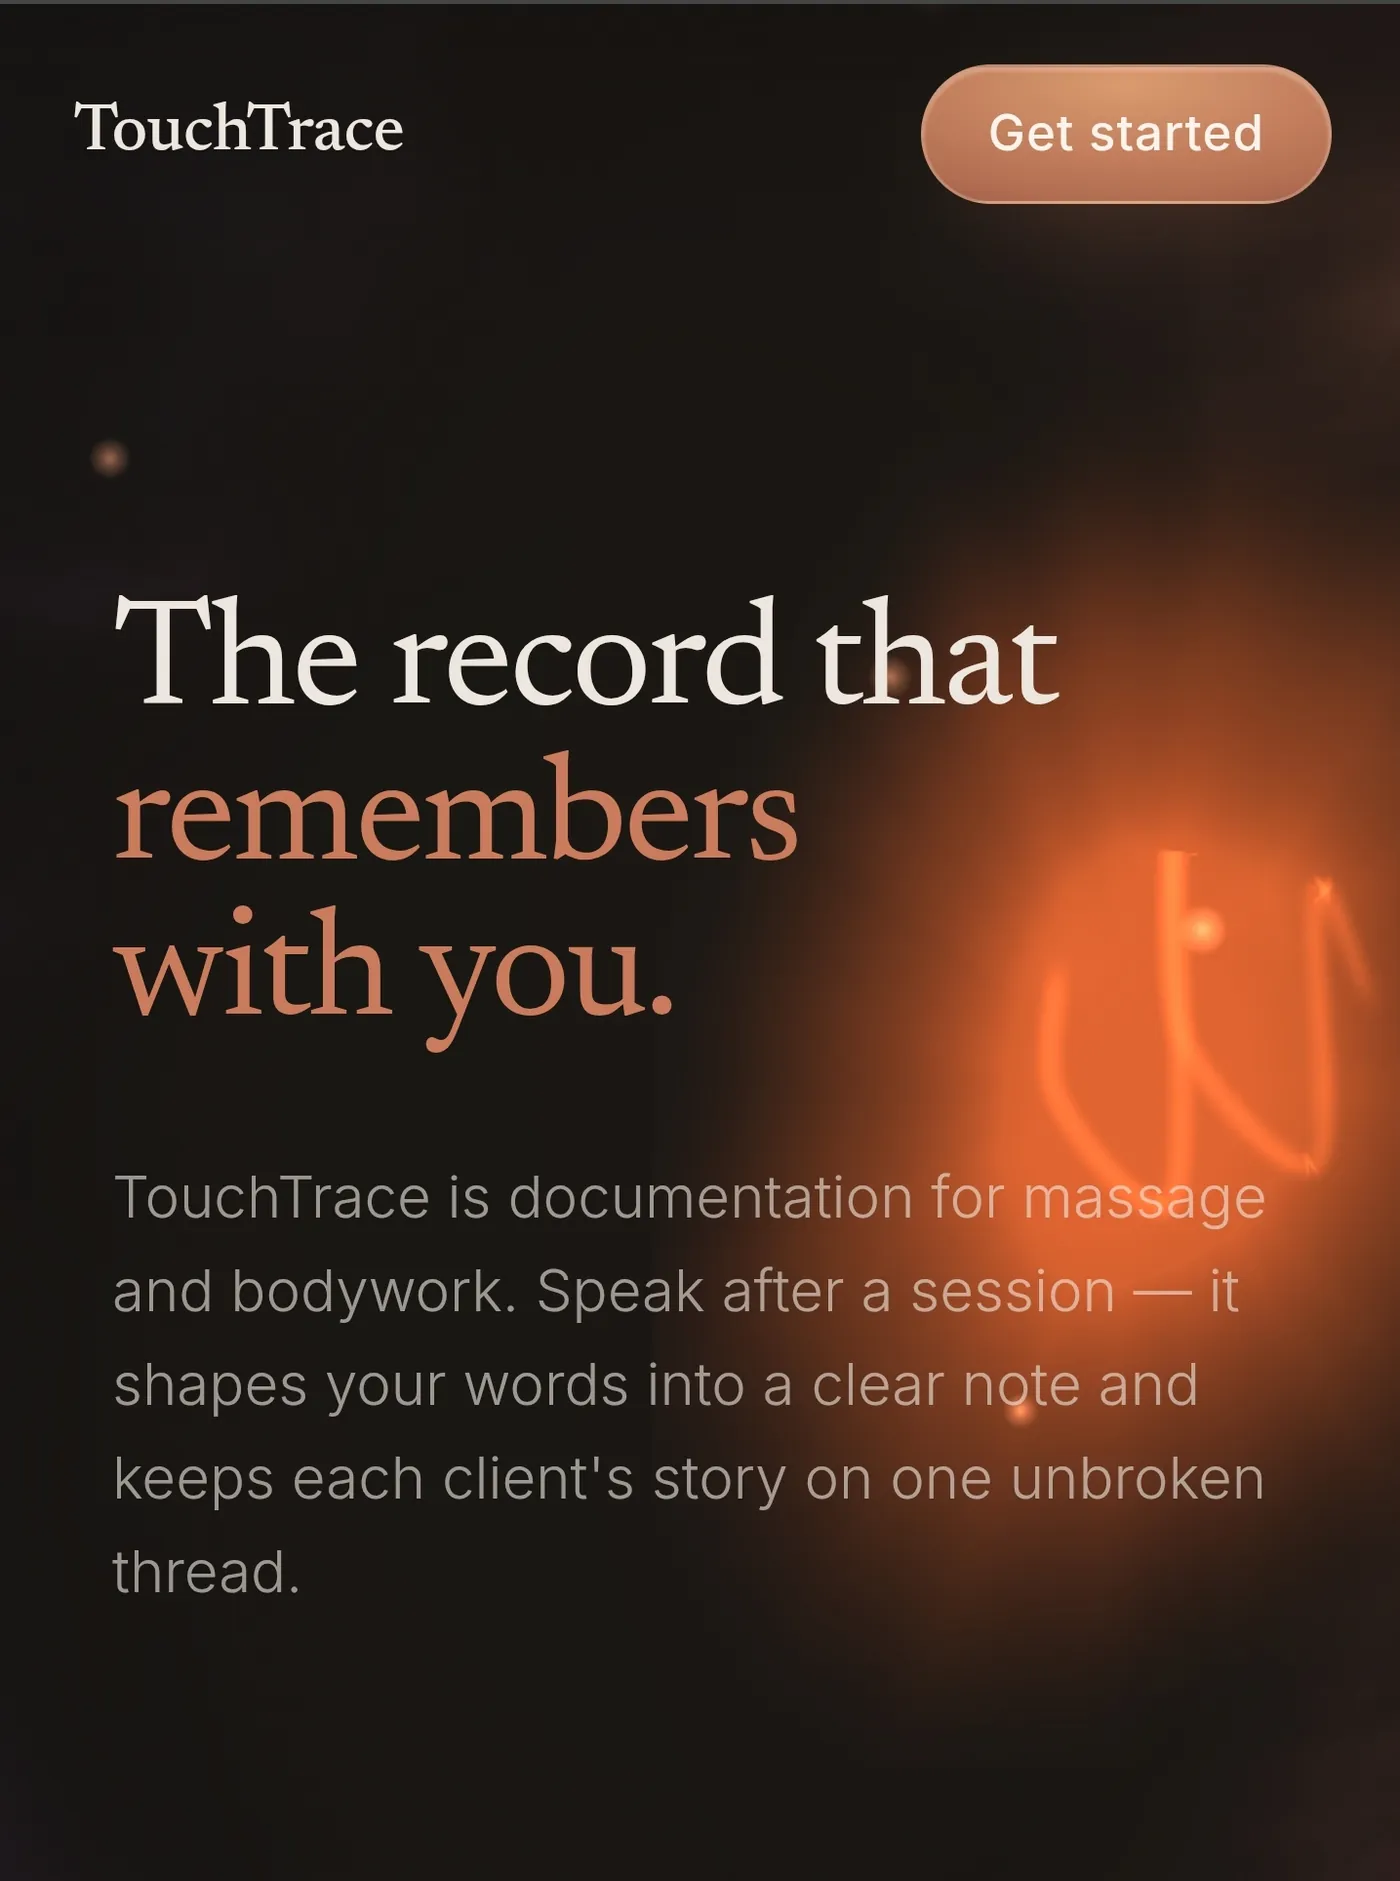 TouchTrace
Get started
The record that
remembers
with you.
TouchTrace is documentation for massage
and bodywork. Speak after a session — it
shapes your words into a clear note and
keeps each client's story on one unbroken
thread.